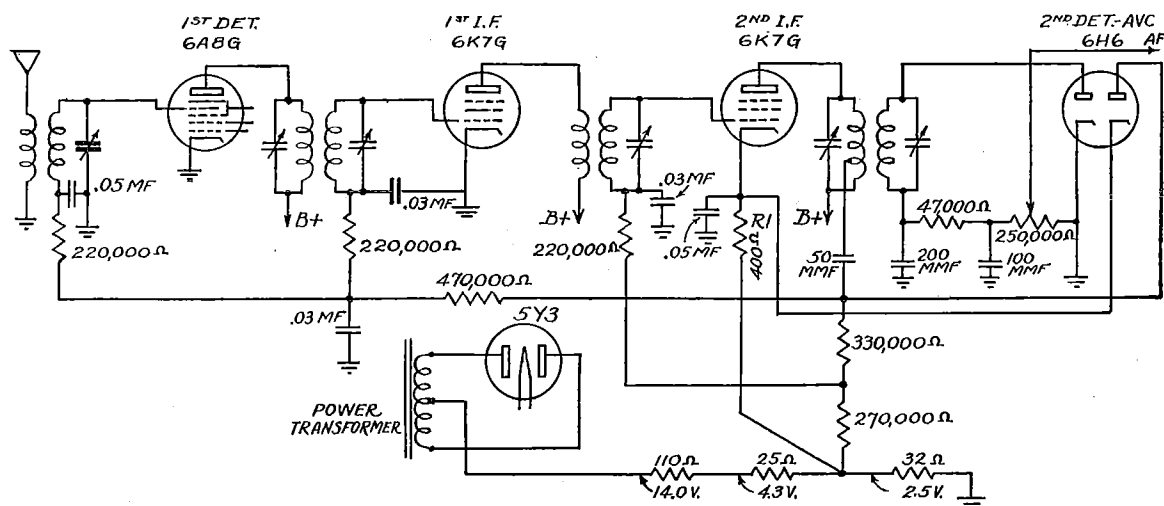 1ST DET.
6A8G
1ST I.F.
6K7G
2ND I.F.
6K7G
2ND DET.-AVC
6H6
AF
.05 MF
220,000Ω
B+
.03 MF
220,000Ω
B+
.03 MF
220,000Ω
.05 MF
R1
400Ω
B+
50
MMF
47,000Ω
200
MMF
100
MMF
250,000Ω
470,000Ω
.03 MF
5Y3
330,000Ω
POWER
TRANSFORMER
270,000Ω
110Ω
14.0V.
25Ω
4.3V.
32Ω
2.5V.